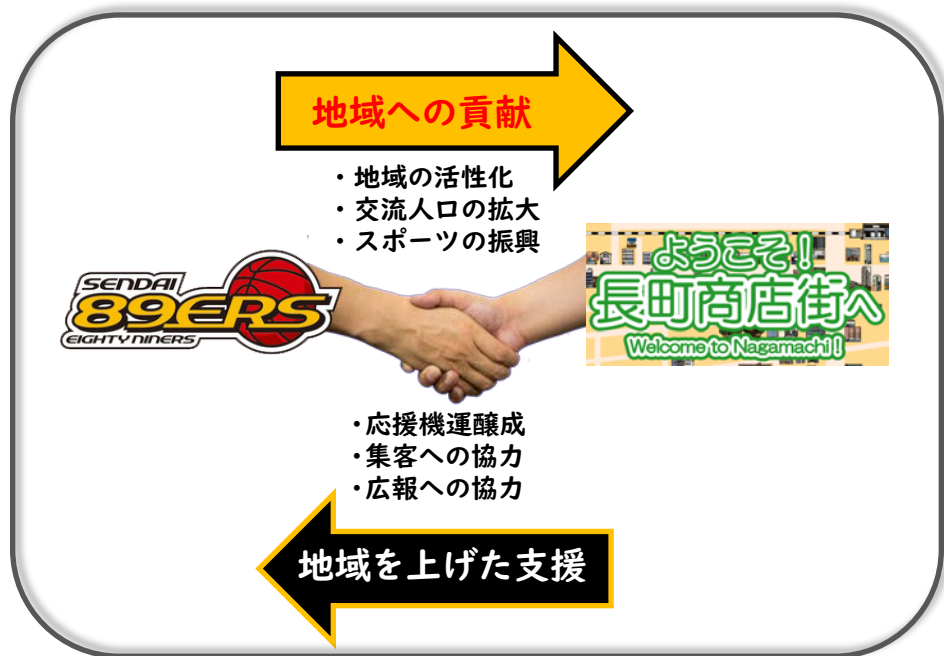 地域への貢献
・地域の活性化
・交流人口の拡大
・スポーツの振興
SENDAI
89ERS
EIGHTY NINERS
ようこそ!
長町商店街へ
Welcome to Nagamachi!
・応援機運醸成
・集客への協力
・広報への協力
地域を上げた支援